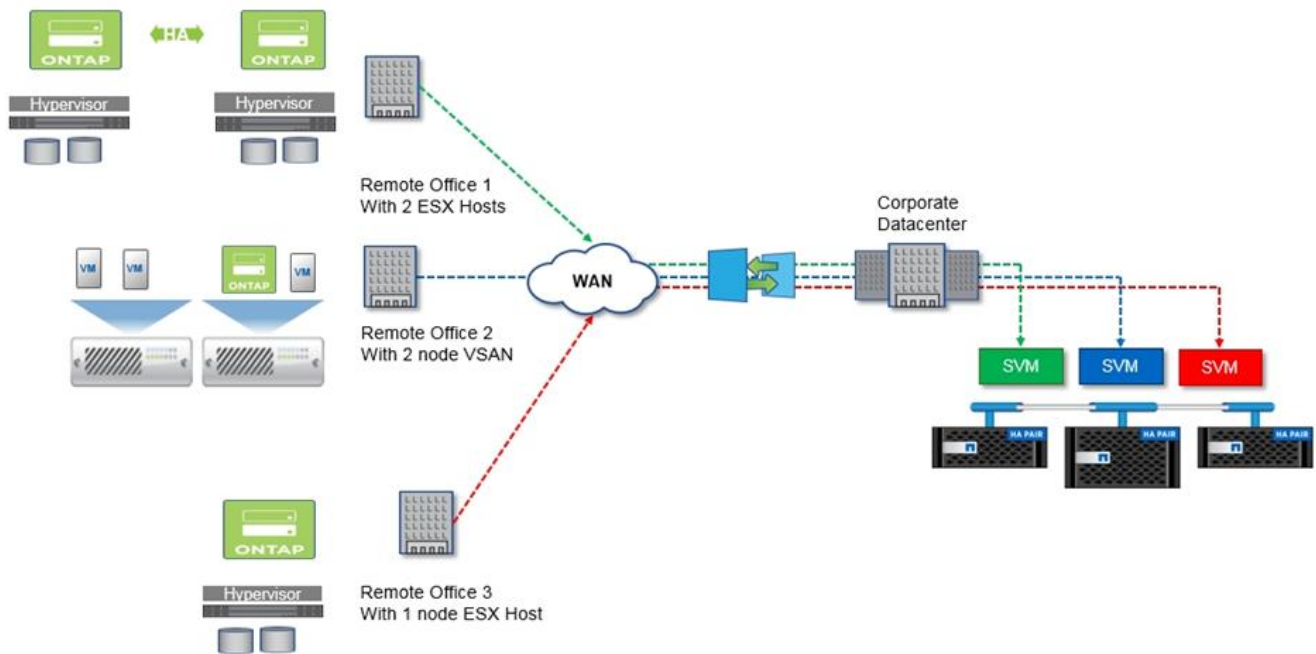 HA
ONTAP
ONTAP
Hypervisor
Hypervisor
Remote Office 1
With 2 ESX Hosts
VM
VM
ONTAP
VM
Remote Office 2
With 2 node VSAN
WAN
Corporate
Datacenter
SVM
SVM
SVM
HA PAIR
HA PAIR
HA PAIR
ONTAP
Hypervisor
Remote Office 3
With 1 node ESX Host